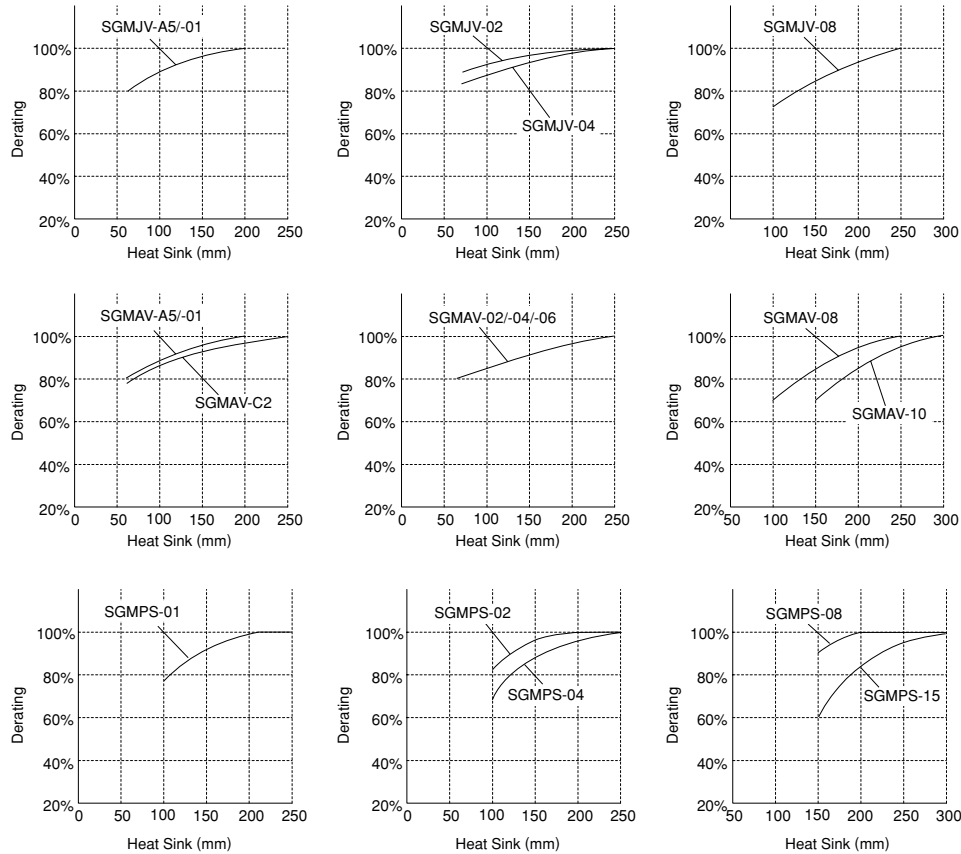 SGMJV-A5/-01
100%
80%
60%
40%
20%
Derating
0 50 100 150 200 250
Heat Sink (mm)
SGMJV-02
SGMJV-04
100%
80%
60%
40%
20%
Derating
0 50 100 150 200 250
Heat Sink (mm)
SGMJV-08
100%
80%
60%
40%
20%
Derating
100 150 200 250 300
Heat Sink (mm)
SGMAV-A5/-01
SGMAV-C2
100%
80%
60%
40%
20%
Derating
0 50 100 150 200 250
Heat Sink (mm)
SGMAV-02/-04/-06
100%
80%
60%
40%
20%
Derating
0 50 100 150 200 250
Heat Sink (mm)
SGMAV-08
SGMAV-10
100%
80%
60%
40%
20%
Derating
50 100 150 200 250 300
Heat Sink (mm)
SGMPS-01
100%
80%
60%
40%
20%
Derating
0 50 100 150 200 250
Heat Sink (mm)
SGMPS-02
SGMPS-04
100%
80%
60%
40%
20%
Derating
0 50 100 150 200 250
Heat Sink (mm)
SGMPS-08
SGMPS-15
100%
80%
60%
40%
20%
Derating
50 100 150 200 250 300
Heat Sink (mm)